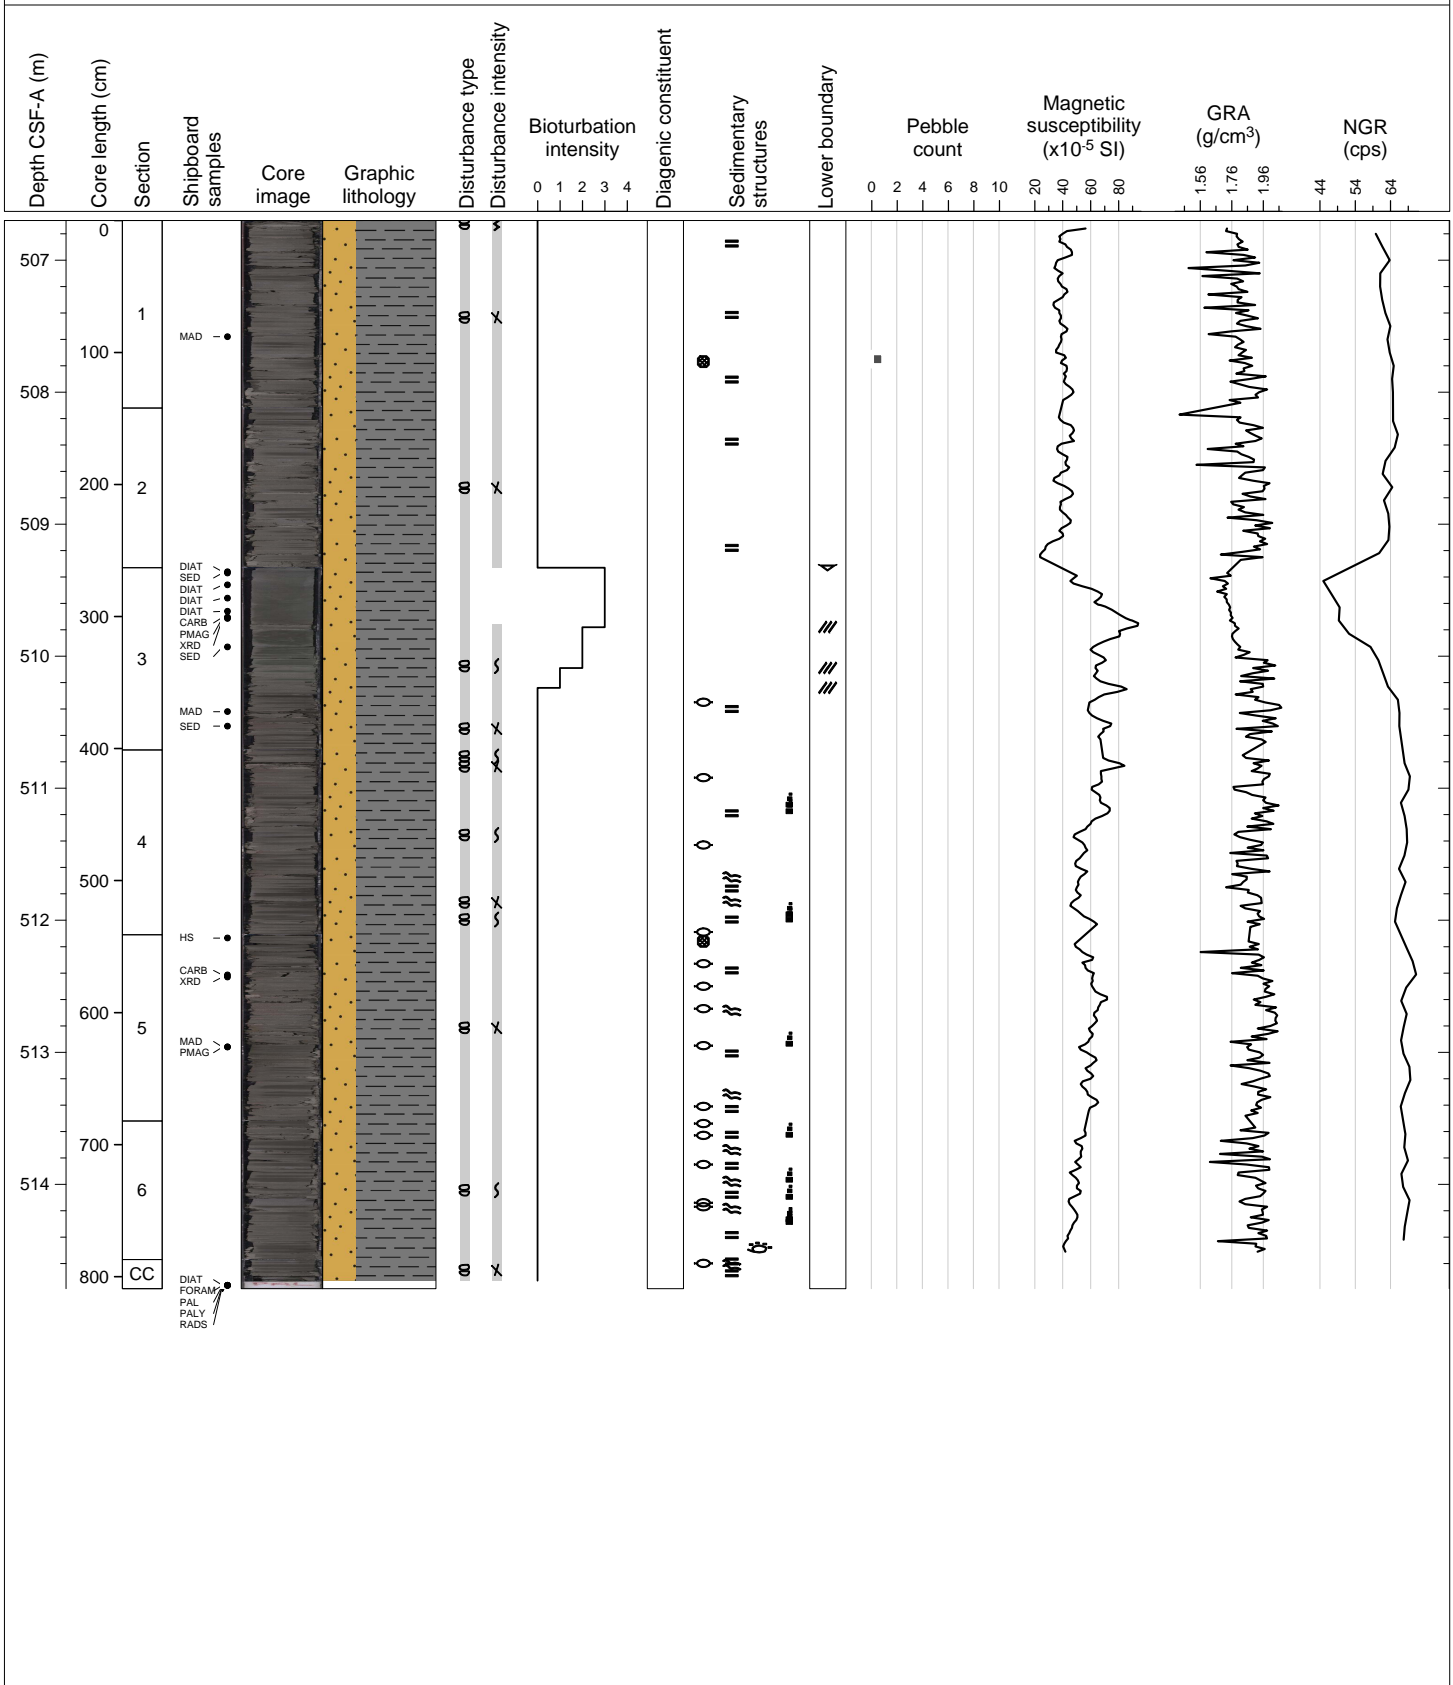 Depth CSF-A (m)
Core length (cm)
Section
Shipboard
samples
Core
image
Graphic
lithology
Disturbance type
Disturbance intensity
Bioturbation
intensity
0 1 2 3 4
Diagenic constituent
Sedimentary
structures
Lower boundary
Pebble
count
0 2 4 6 8 10
Magnetic
susceptibility
(x10-5 SI)
20 40 60 80
GRA
(g/cm3)
1.56 1.76 1.96
NGR
(cps)
44 54 64
0
507
1
MAD
100
508
200
2
509
DIAT
SED
DIAT
DIAT
DIAT
CARB
PMAG
XRD
SED
300
510
3
MAD
SED
400
511
4
500
512
HS
CARB
XRD
600
5
513
MAD
PMAG
700
514
6
CC
800
DIAT
FORAM
PAL
PALY
RADS